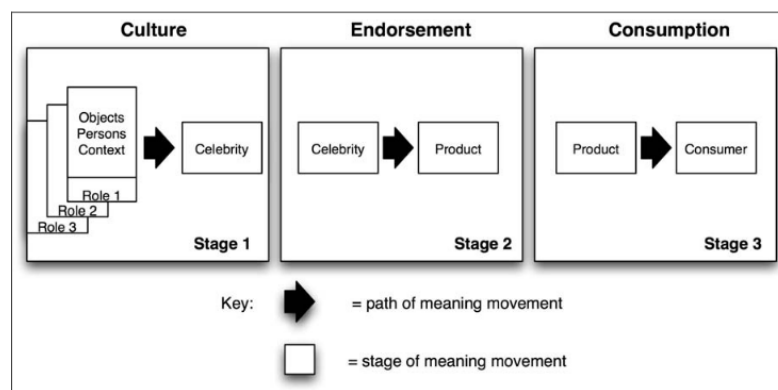 Culture
Endorsement
Consumption
Objects
Persons
Context
Role 1
Role 2
Role 3
Celebrity
Stage 1
Celebrity
Product
Stage 2
Product
Consumer
Stage 3
Key:
= path of meaning movement
= stage of meaning movement